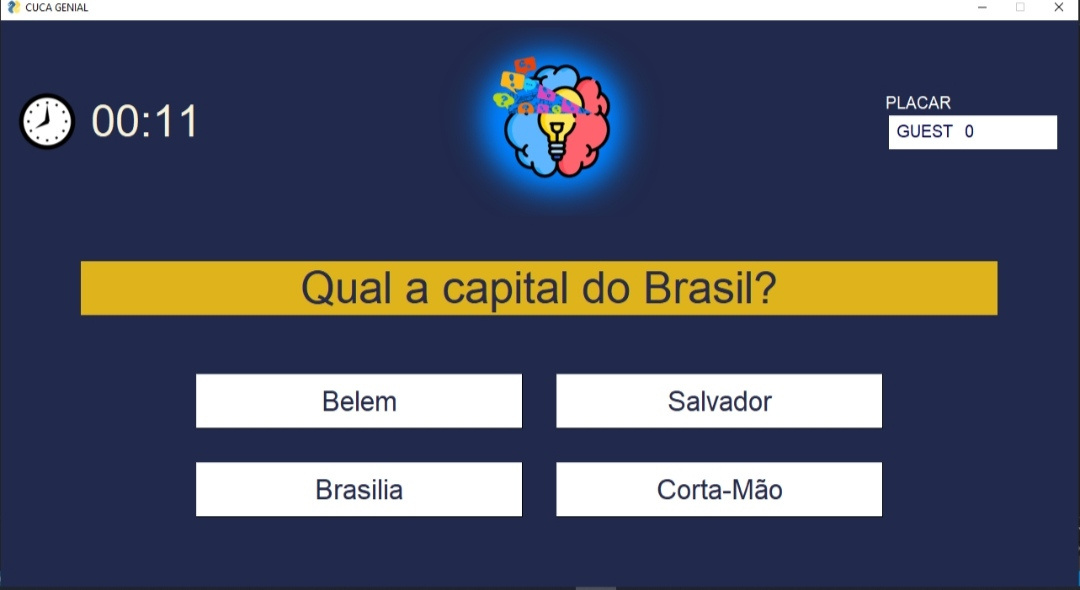 CUCA GENIAL
00:11
PLACAR
GUEST 0
Qual a capital do Brasil?
Belem
Salvador
Brasilia
Corta-Mão